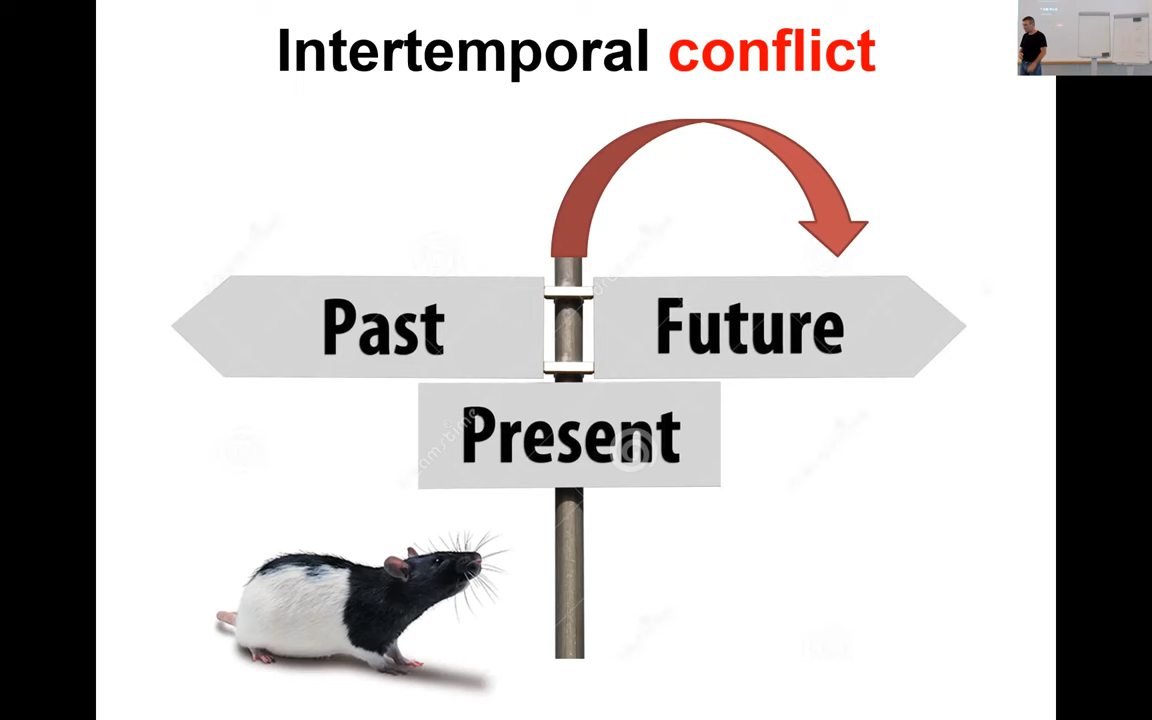 Intertemporal conflict
Past
Future
Present